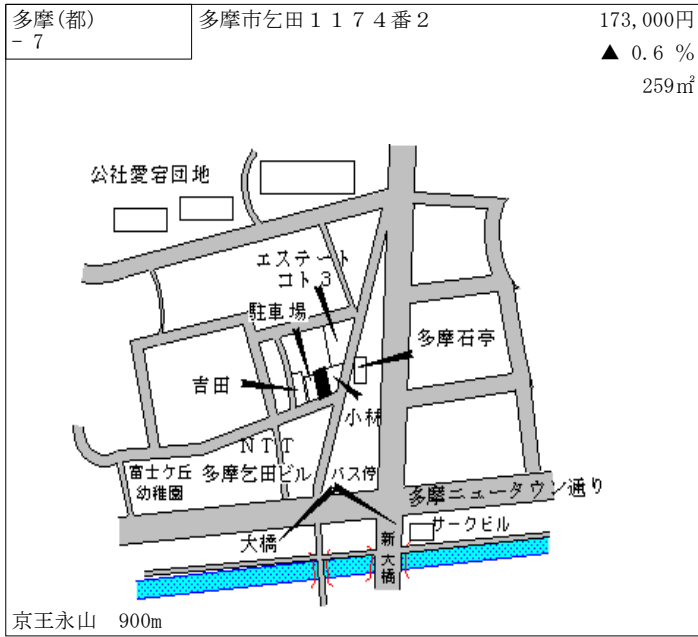 多摩(都)
- 7
多摩市乞田１１７４番２
173,000円
▲ 0.6 %
259㎡
公社愛宕団地
エステート
コト３
駐車場
多摩石亭
吉田
小林
ＮＴＴ
多摩乞田ビル
富士ケ丘
幼稚園
バス停
多摩ニュータウン通り
大橋
新大橋
サークビル
京王永山　900m